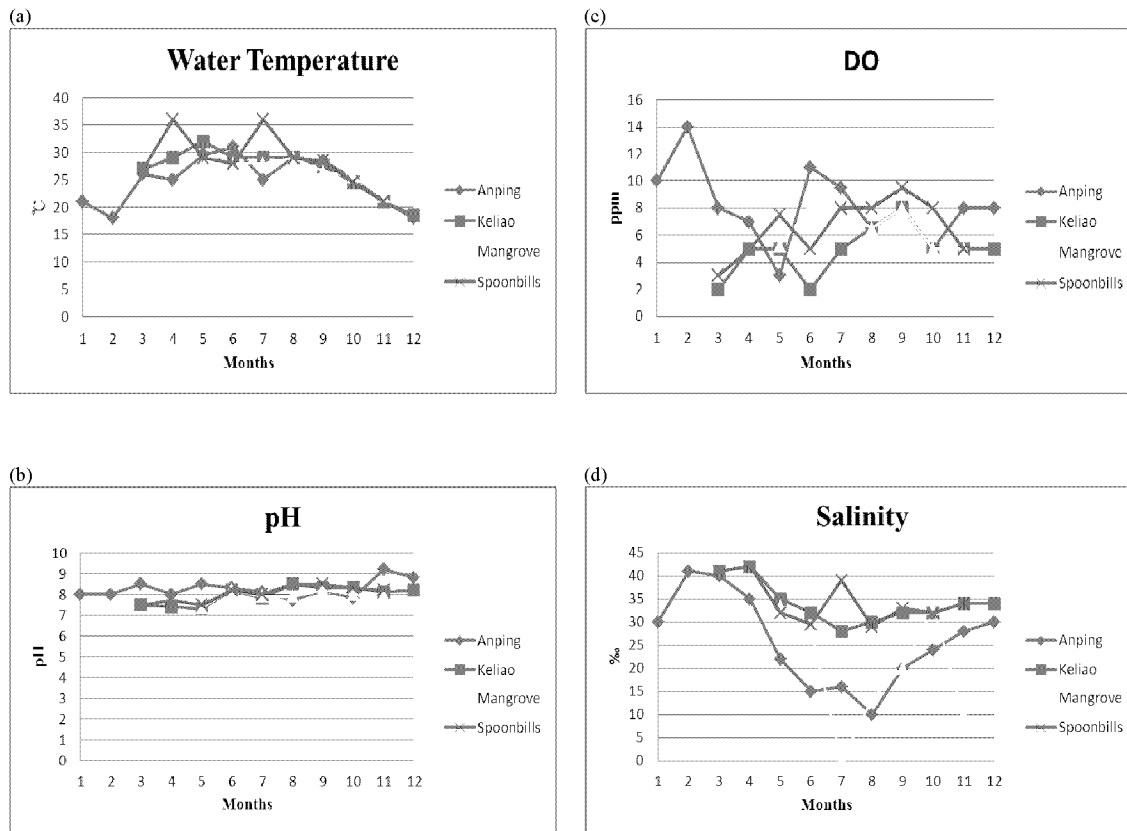 (a)
Water Temperature
40
35
30
25
20
15
10
5
0
℃
1 2 3 4 5 6 7 8 9 10 11 12
Months
Anping
Keliao
Mangrove
Spoonbills
(c)
DO
16
14
12
10
8
6
4
2
0
ppm
1 2 3 4 5 6 7 8 9 10 11 12
Months
Anping
Keliao
Mangrove
Spoonbills
(b)
pH
10
9
8
7
6
5
4
3
2
1
0
pH
1 2 3 4 5 6 7 8 9 10 11 12
Months
Anping
Keliao
Mangrove
Spoonbills
(d)
Salinity
45
40
35
30
25
20
15
10
5
0
‰
1 2 3 4 5 6 7 8 9 10 11 12
Months
Anping
Keliao
Mangrove
Spoonbills